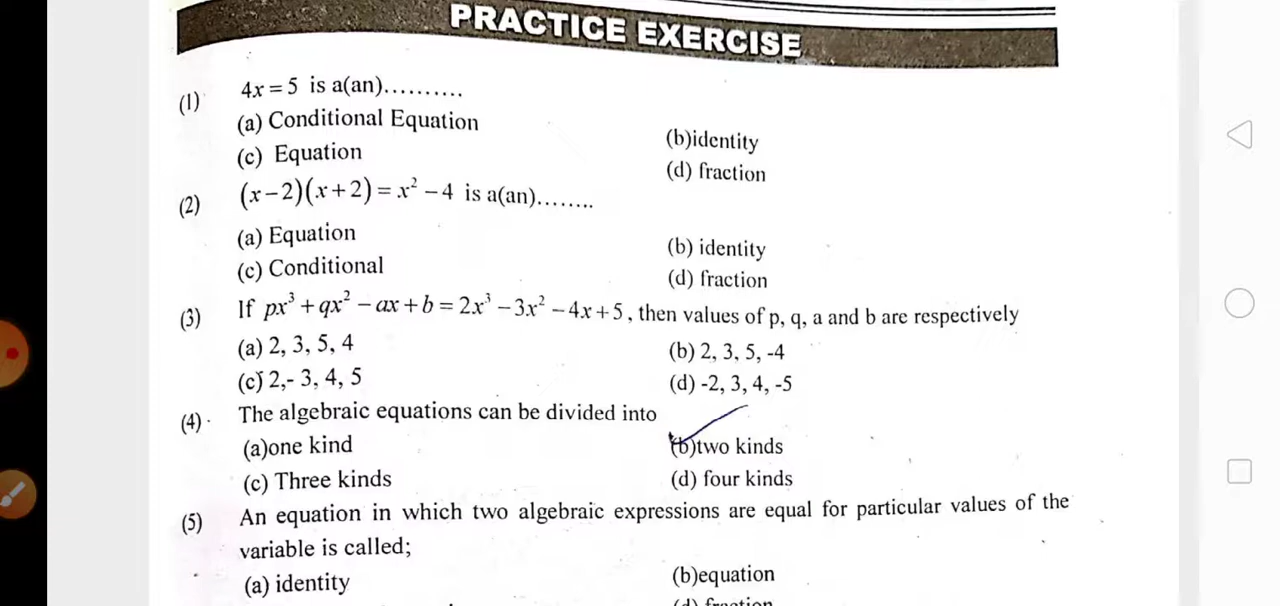 PRACTICE EXERCISE
(1) 4x = 5 is a(an)..........
(a) Conditional Equation (b)identity
(c) Equation (d) fraction
(2) (x−2)(x+2) = x² − 4 is a(an)........
(a) Equation (b) identity
(c) Conditional (d) fraction
(3) If px³ + qx² − ax + b = 2x³ − 3x² − 4x + 5, then values of p, q, a and b are respectively
(a) 2, 3, 5, 4 (b) 2, 3, 5, -4
(c) 2,- 3, 4, 5 (d) -2, 3, 4, -5
(4) The algebraic equations can be divided into
(a)one kind (b)two kinds
(c) Three kinds (d) four kinds
(5) An equation in which two algebraic expressions are equal for particular values of the
variable is called;
(a) identity (b)equation
(d) fraction